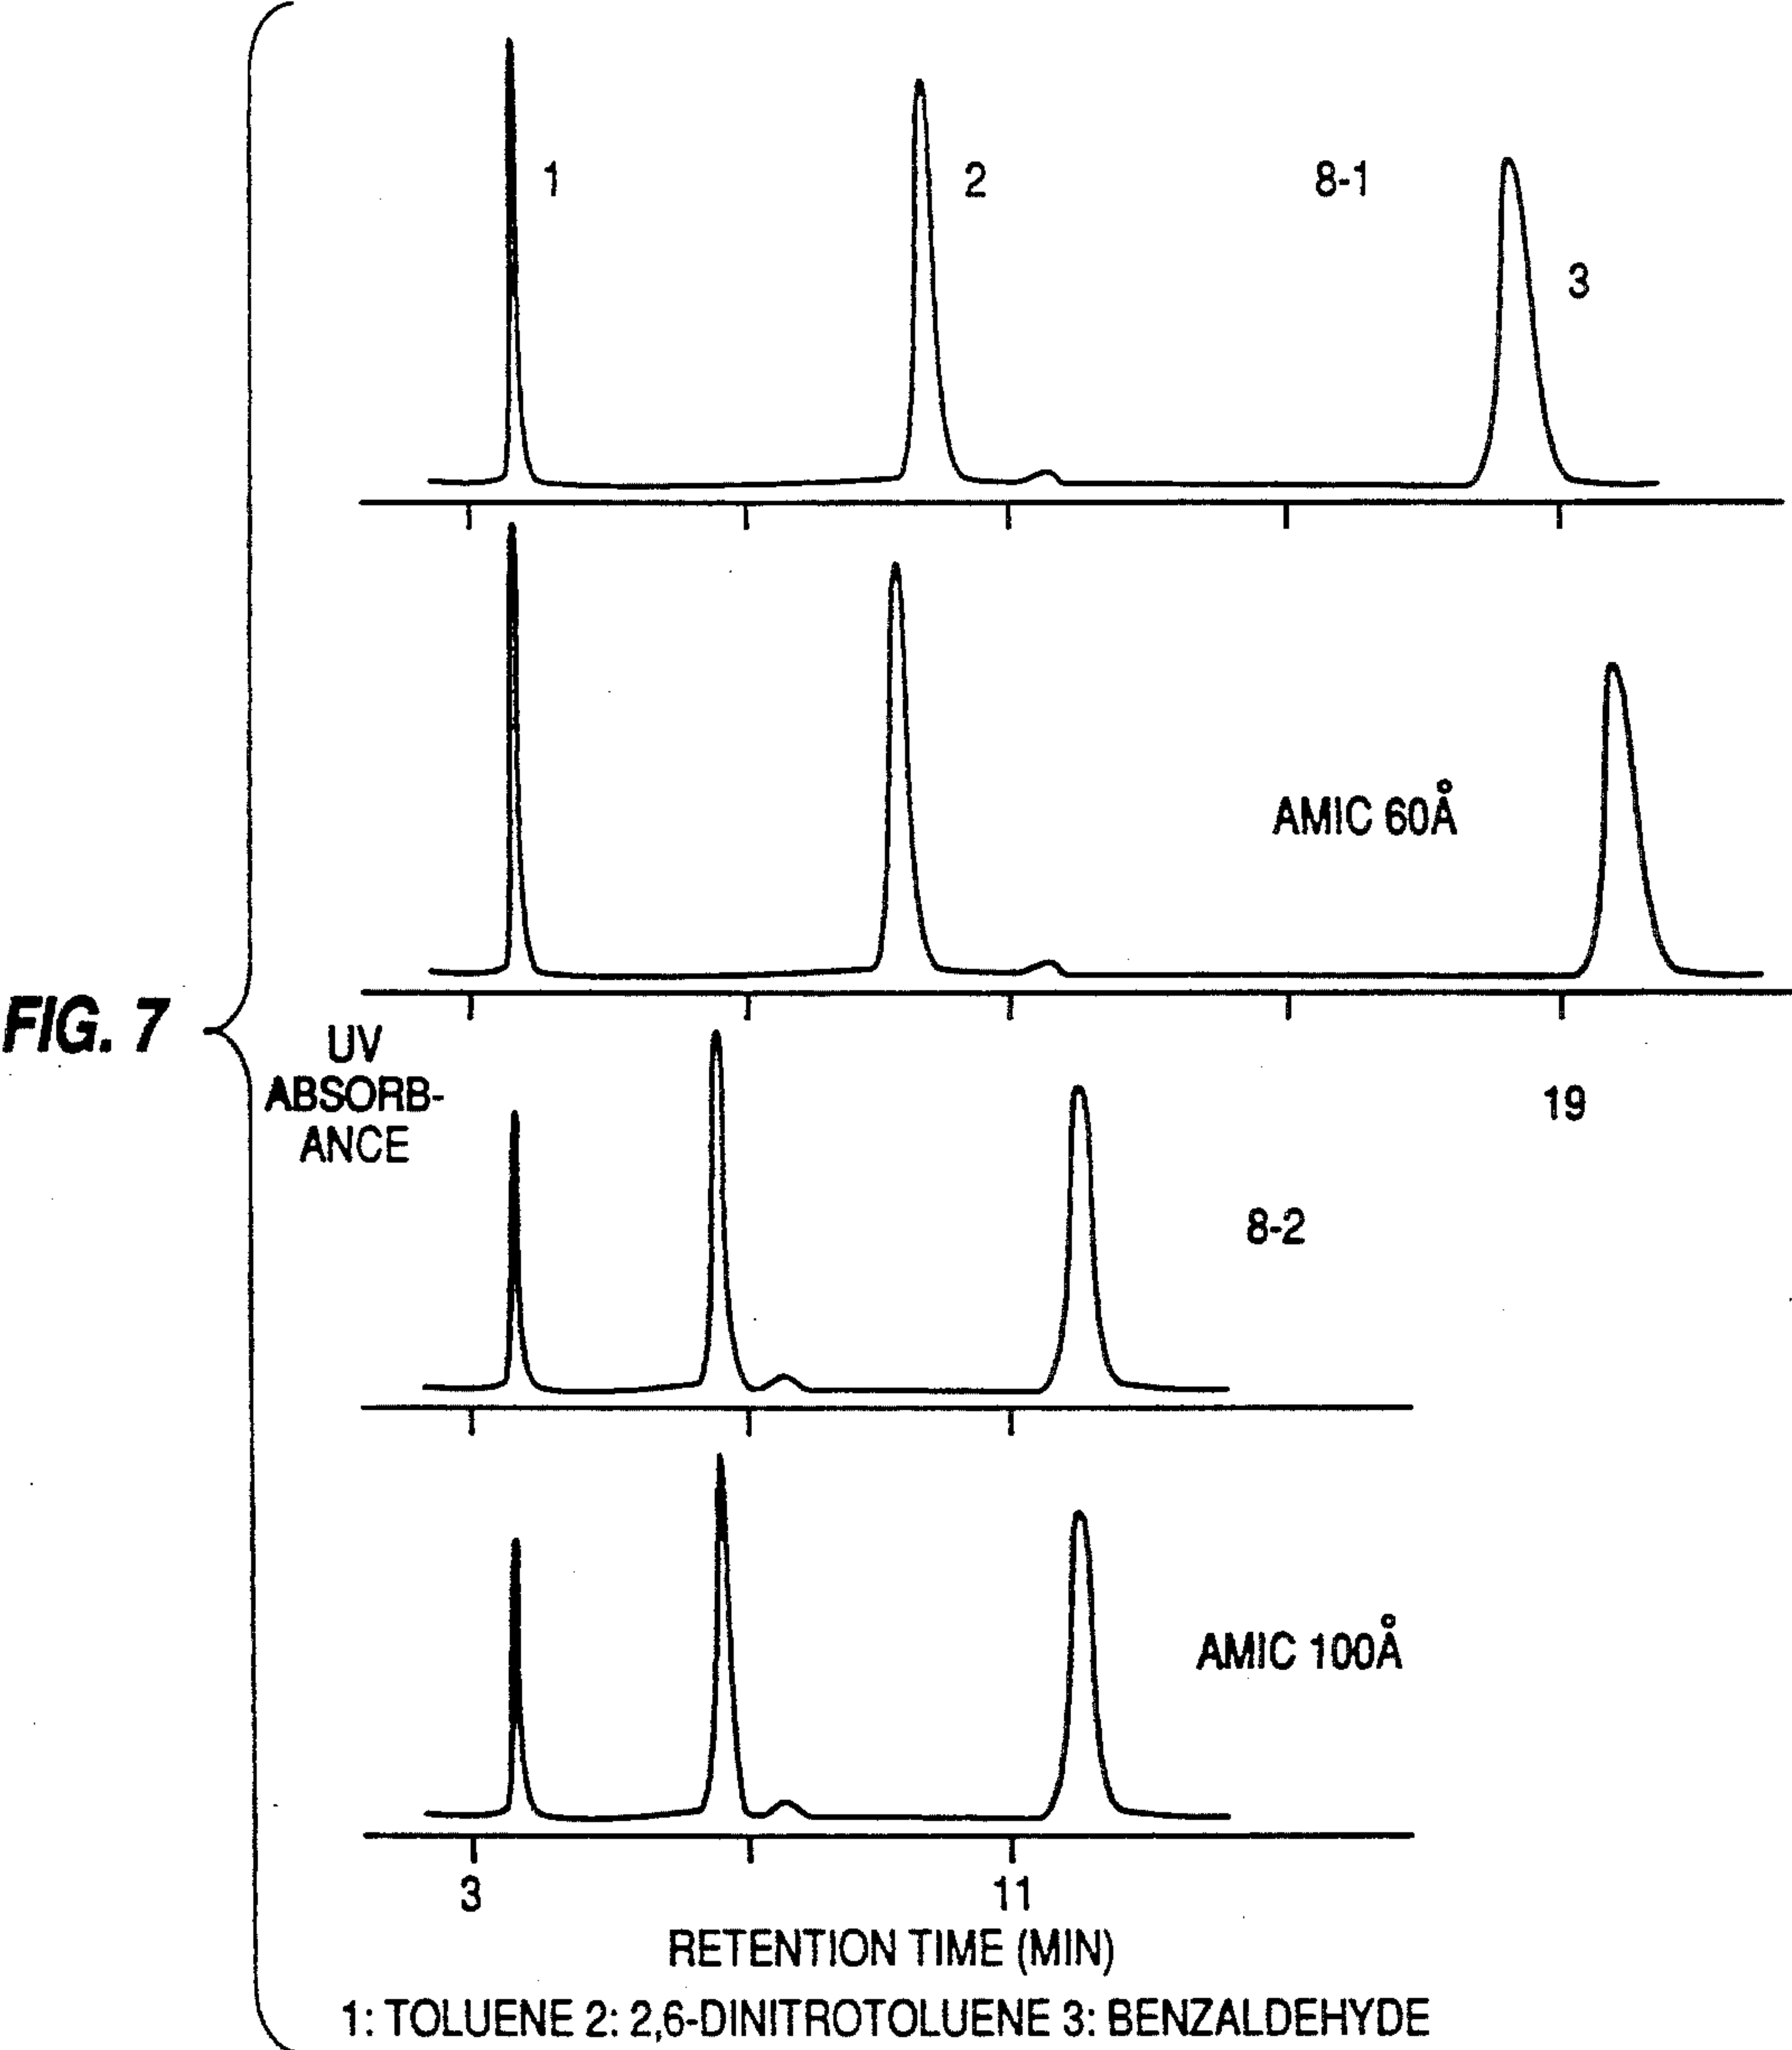 1
2
8-1
3
AMIC 60Å
FIG. 7
UV
ABSORB-
ANCE
19
8-2
AMIC 100Å
3
11
RETENTION TIME (MIN)
1: TOLUENE 2: 2,6-DINITROTOLUENE 3: BENZALDEHYDE